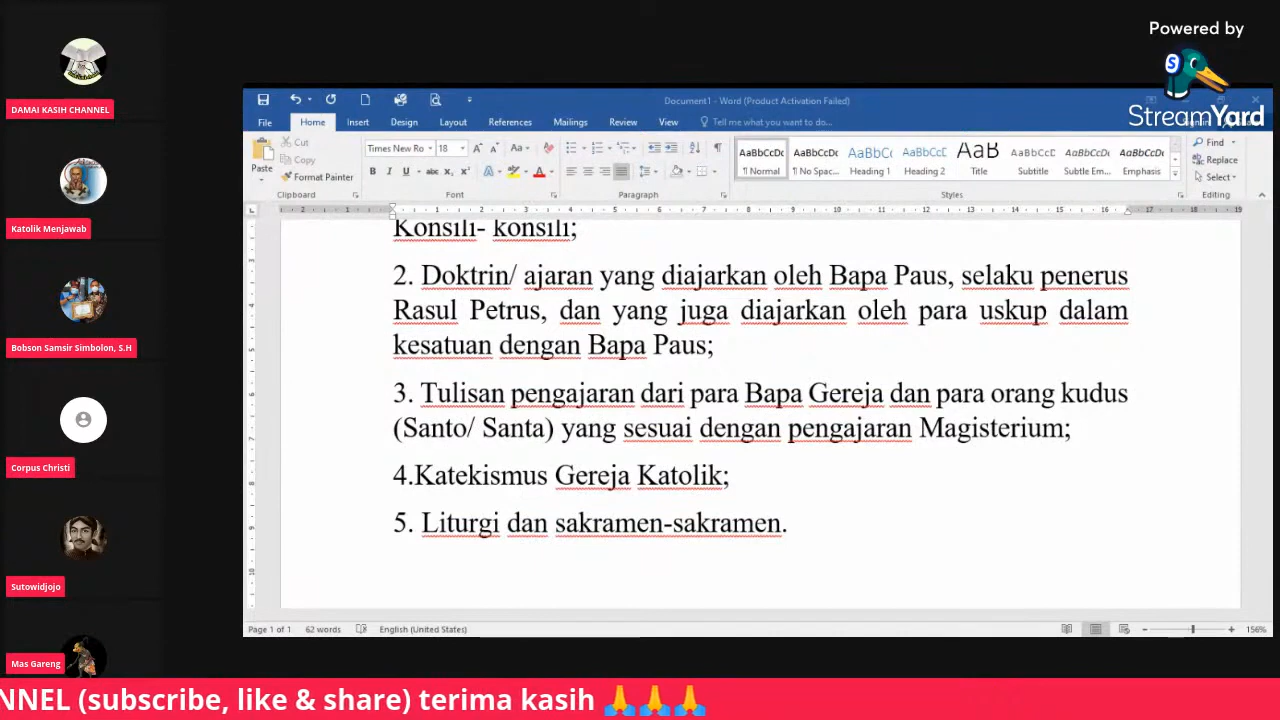 Powered by
StreamYard
DAMAI KASIH CHANNEL
Katolik Menjawab
Bobson Samsir Simbolon, S.H
Corpus Christi
Sutowidjojo
Mas Gareng
Document1 - Word (Product Activation Failed)
File Home Insert Design Layout References Mailings Review View Tell me what you want to do...
Paste Cut Copy Format Painter
Clipboard
Times New Ro 18
Font
Paragraph
AaBbCcDc AaBbCcDc AaBbC( AaBbCcD AaB AaBbCcD AaBbCcDc AaBbCcDc
¶ Normal ¶ No Spac... Heading 1 Heading 2 Title Subtitle Subtle Em... Emphasis
Styles
Find
Replace
Select
Editing
Konsili- konsili;
2. Doktrin/ ajaran yang diajarkan oleh Bapa Paus, selaku penerus
Rasul Petrus, dan yang juga diajarkan oleh para uskup dalam
kesatuan dengan Bapa Paus;
3. Tulisan pengajaran dari para Bapa Gereja dan para orang kudus
(Santo/ Santa) yang sesuai dengan pengajaran Magisterium;
4.Katekismus Gereja Katolik;
5. Liturgi dan sakramen-sakramen.
Page 1 of 1 62 words English (United States) 156%
NNEL (subscribe, like & share) terima kasih 🙏🙏🙏